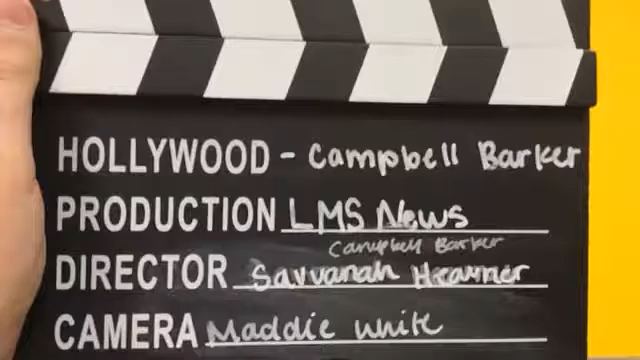 HOLLYWOOD - Campbell Barker
PRODUCTION LMS News
Campbell Barker
DIRECTOR Savvanah Hearner
CAMERA Maddie White